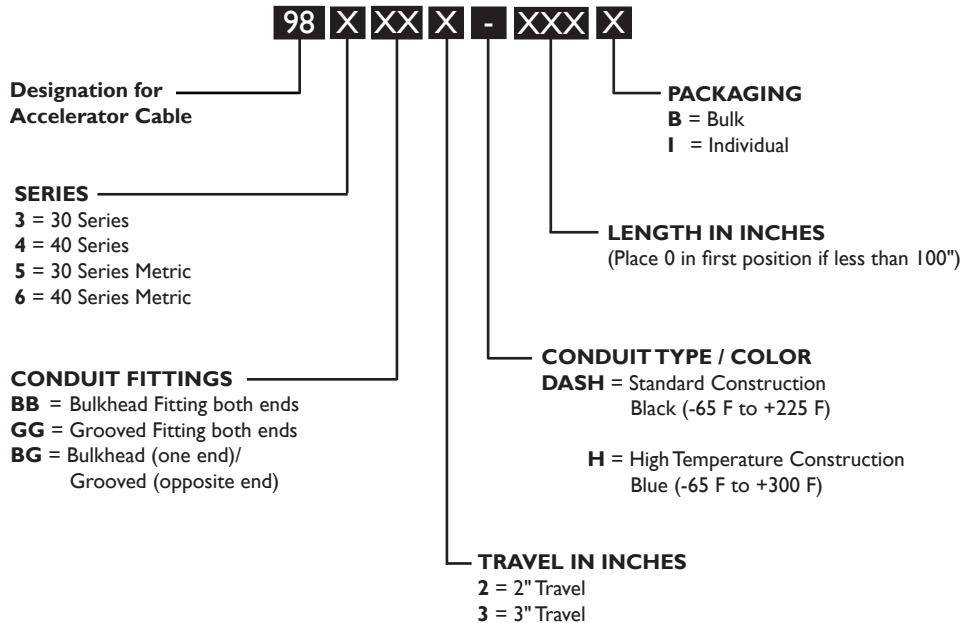 98 X XX X - XXX X
Designation for
Accelerator Cable
PACKAGING
B = Bulk
I = Individual
SERIES
3 = 30 Series
4 = 40 Series
5 = 30 Series Metric
6 = 40 Series Metric
LENGTH IN INCHES
(Place 0 in first position if less than 100")
CONDUIT FITTINGS
BB = Bulkhead Fitting both ends
GG = Grooved Fitting both ends
BG = Bulkhead (one end)/
Grooved (opposite end)
CONDUIT TYPE / COLOR
DASH = Standard Construction
Black (-65 F to +225 F)
H = High Temperature Construction
Blue (-65 F to +300 F)
TRAVEL IN INCHES
2 = 2" Travel
3 = 3" Travel